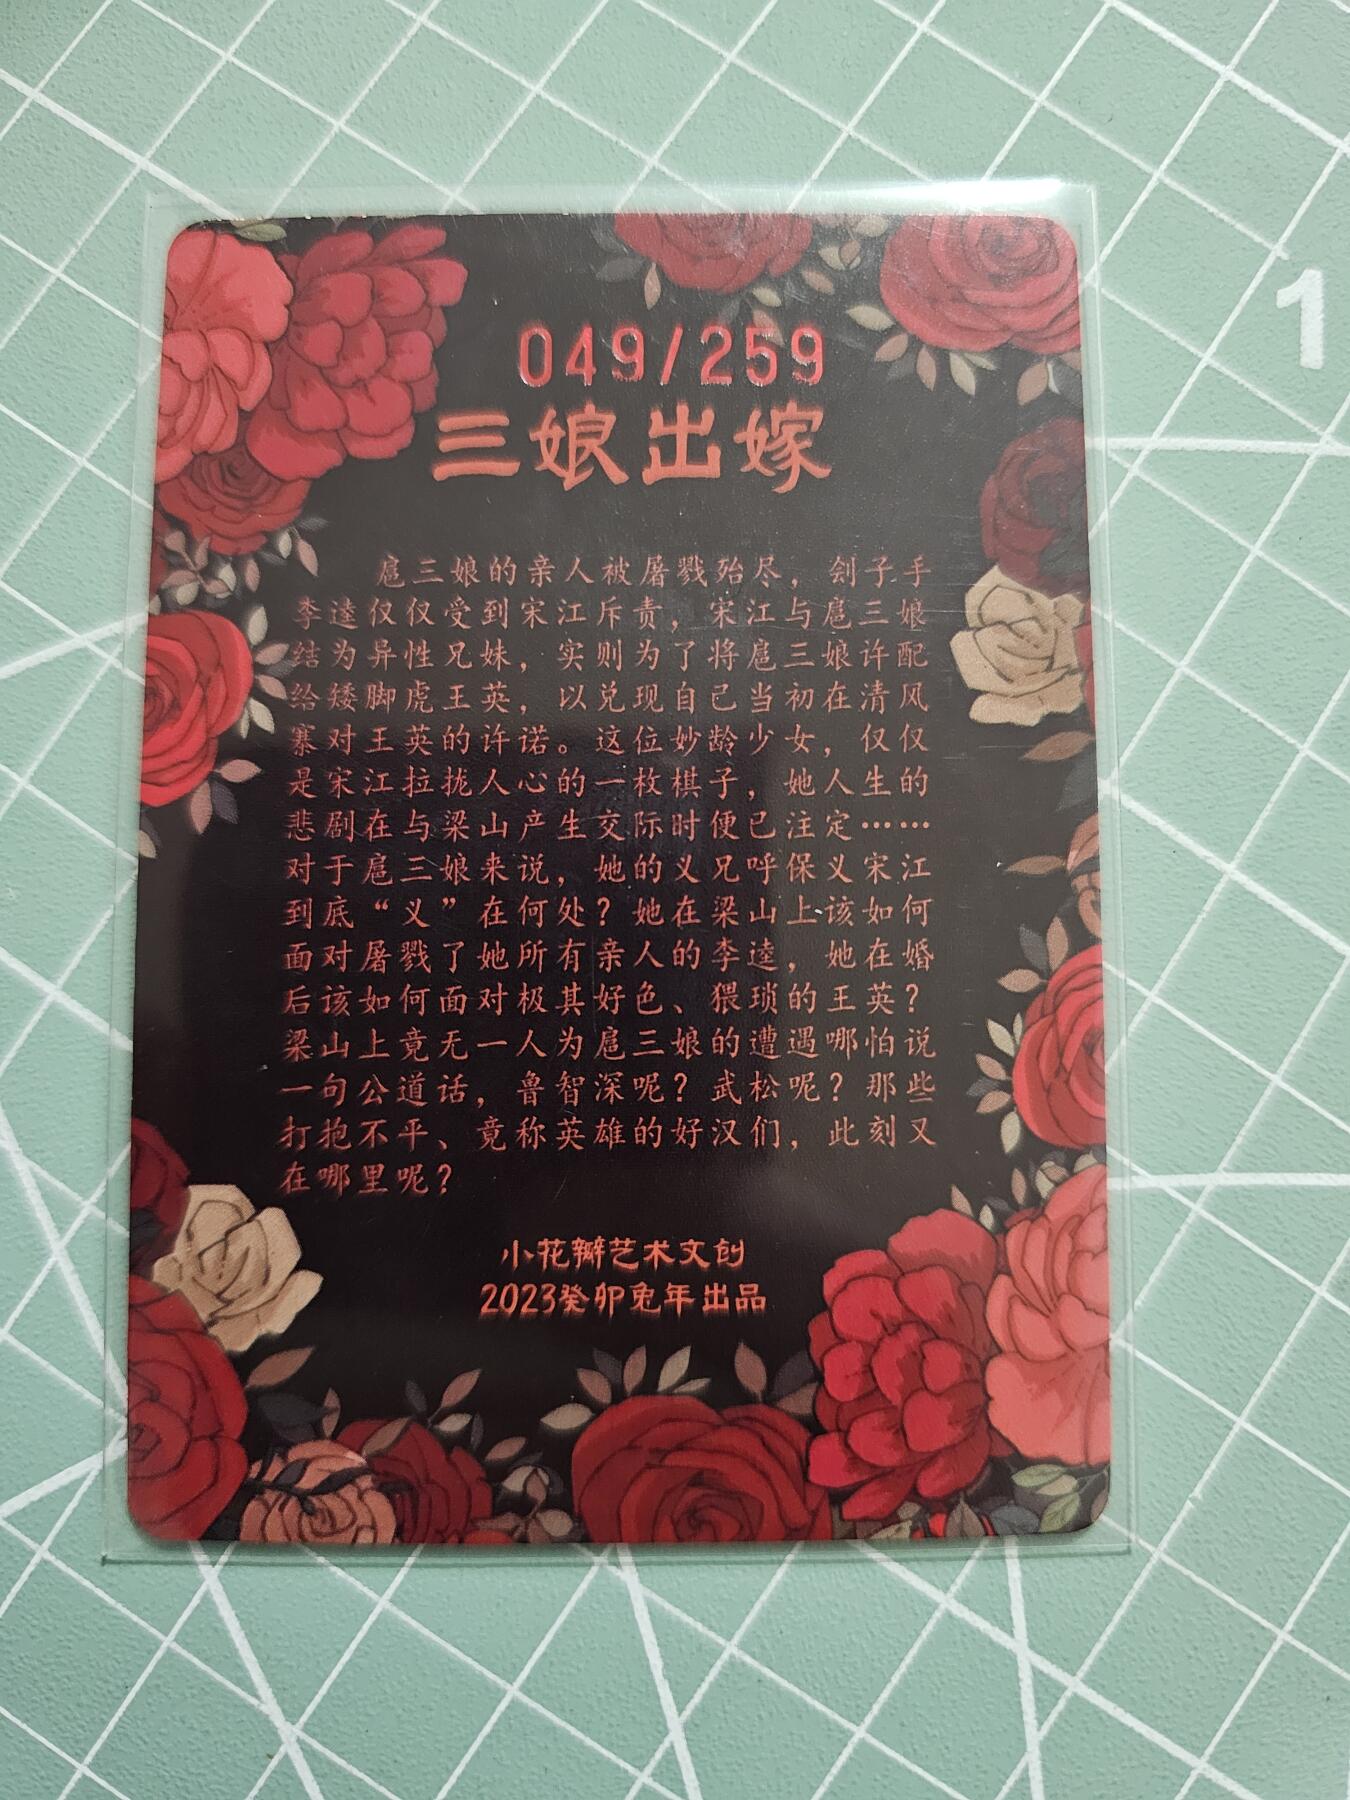 049/259
三娘出嫁
扈三娘的亲人被屠戮殆尽，刽子手
李逵仅仅受到宋江斥责，宋江与扈三娘
结为异性兄妹，实则为了将扈三娘许配
给矮脚虎王英，以兑现自己当初在清风
寨对王英的许诺。这位妙龄少女，仅仅
是宋江拉拢人心的一枚棋子，她人生的
悲剧在与梁山产生交际时便已注定……
对于扈三娘来说，她的义兄呼保义宋江
到底“义”在何处？她在梁山上该如何
面对屠戮了她所有亲人的李逵，她在婚
后该如何面对极其好色、猥琐的王英？
梁山上竟无一人为扈三娘的遭遇哪怕说
一句公道话，鲁智深呢？武松呢？那些
打抱不平、竟称英雄的好汉们，此刻又
在哪里呢？
小花瓣艺术文创
2023癸卯兔年出品
1